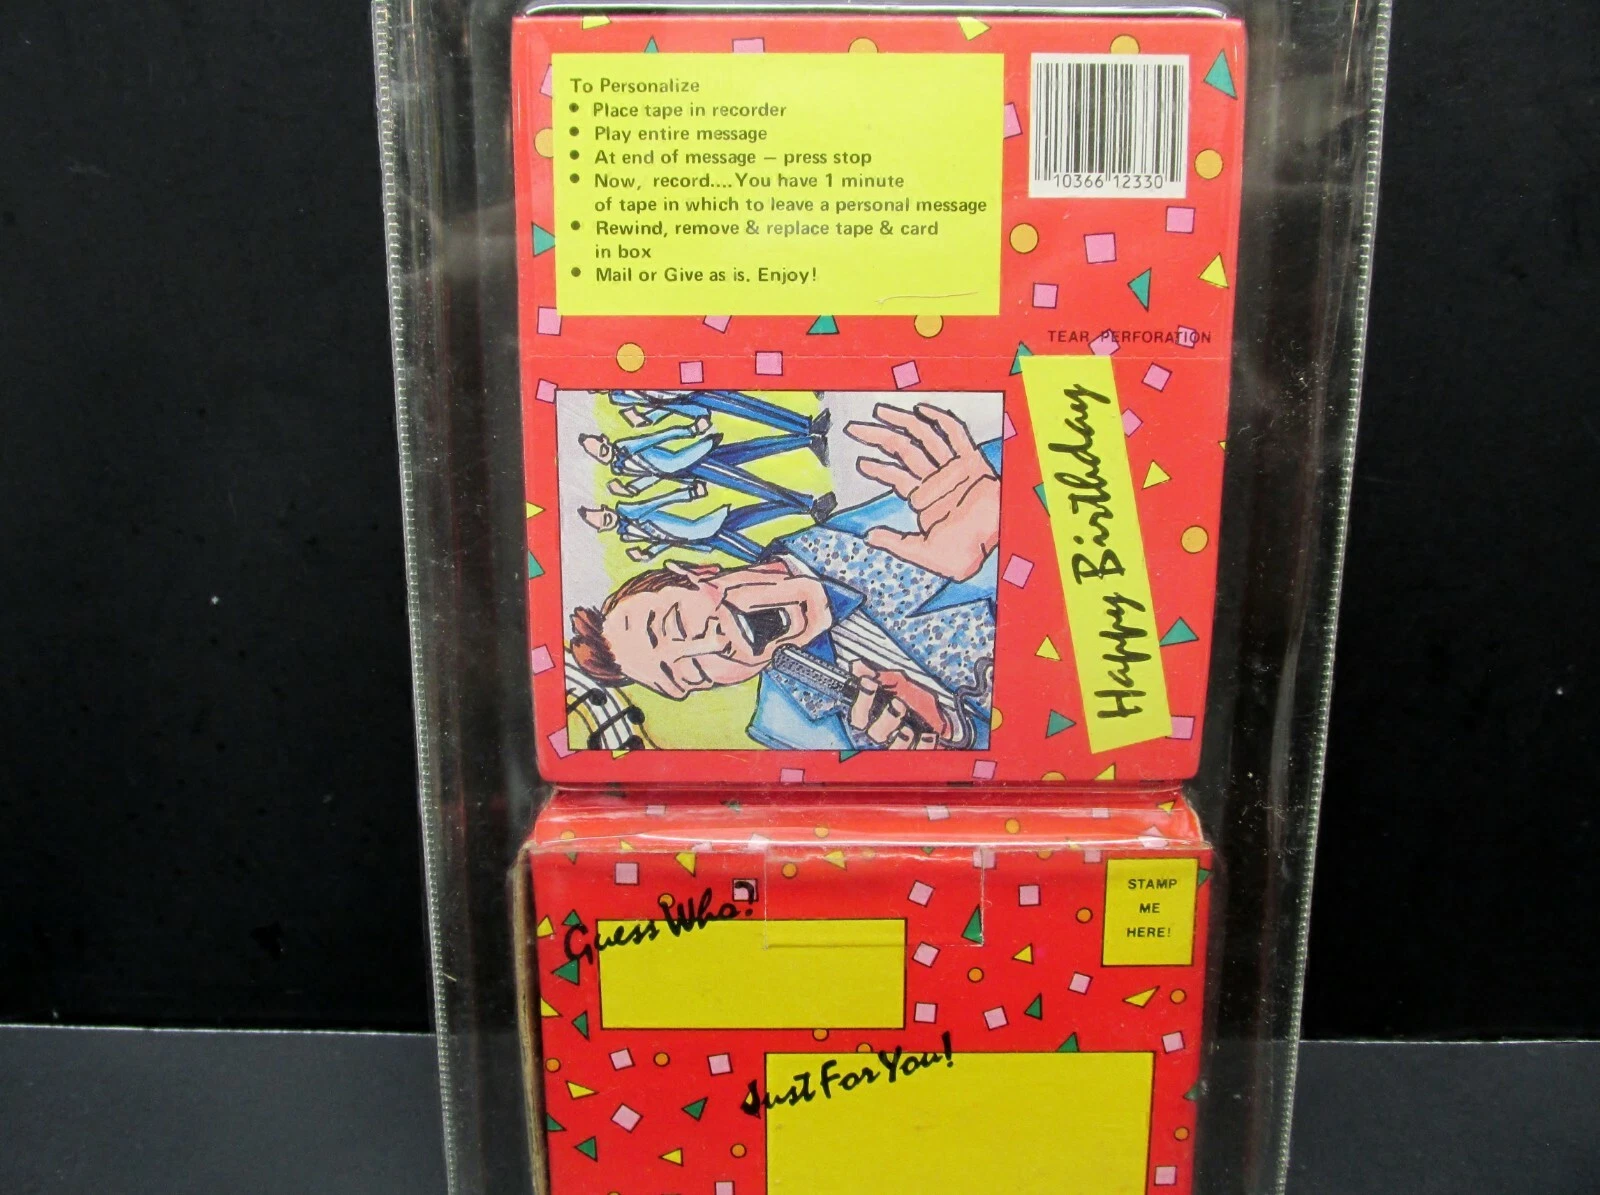 To Personalize
• Place tape in recorder
• Play entire message
• At end of message — press stop
• Now, record....You have 1 minute
of tape in which to leave a personal message
• Rewind, remove & replace tape & card
in box
• Mail or Give as is. Enjoy!
10366 12330
TEAR PERFORATION
Happy Birthday
Guess Who?
STAMP
ME
HERE!
Just For You!